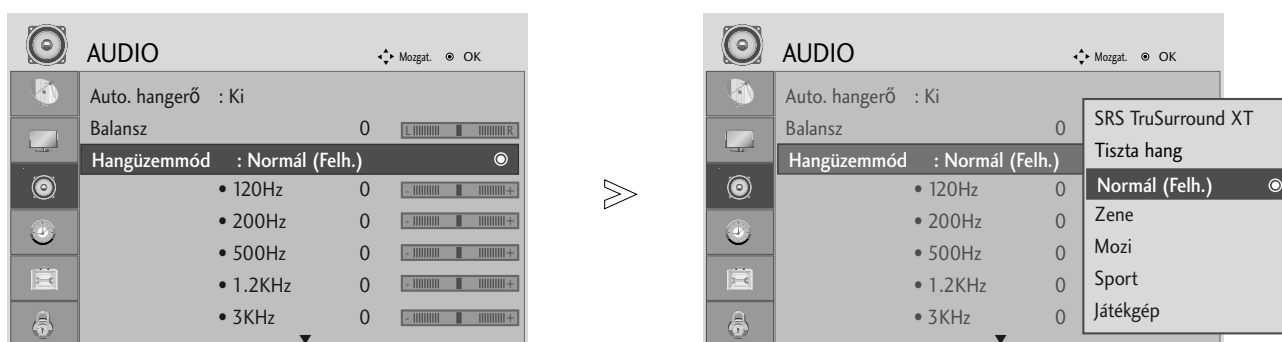 AUDIO
Mozgat. OK
Auto. hangerő : Ki
Balansz 0 L R
Hangüzemmód : Normál (Felh.)
• 120Hz 0 - +
• 200Hz 0 - +
• 500Hz 0 - +
• 1.2KHz 0 - +
• 3KHz 0 - +
AUDIO
Mozgat. OK
Auto. hangerő : Ki
Balansz 0
Hangüzemmód : Normál (Felh.)
• 120Hz 0
• 200Hz 0
• 500Hz 0
• 1.2KHz 0
• 3KHz 0
SRS TruSurround XT
Tiszta hang
Normál (Felh.)
Zene
Mozi
Sport
Játékgép